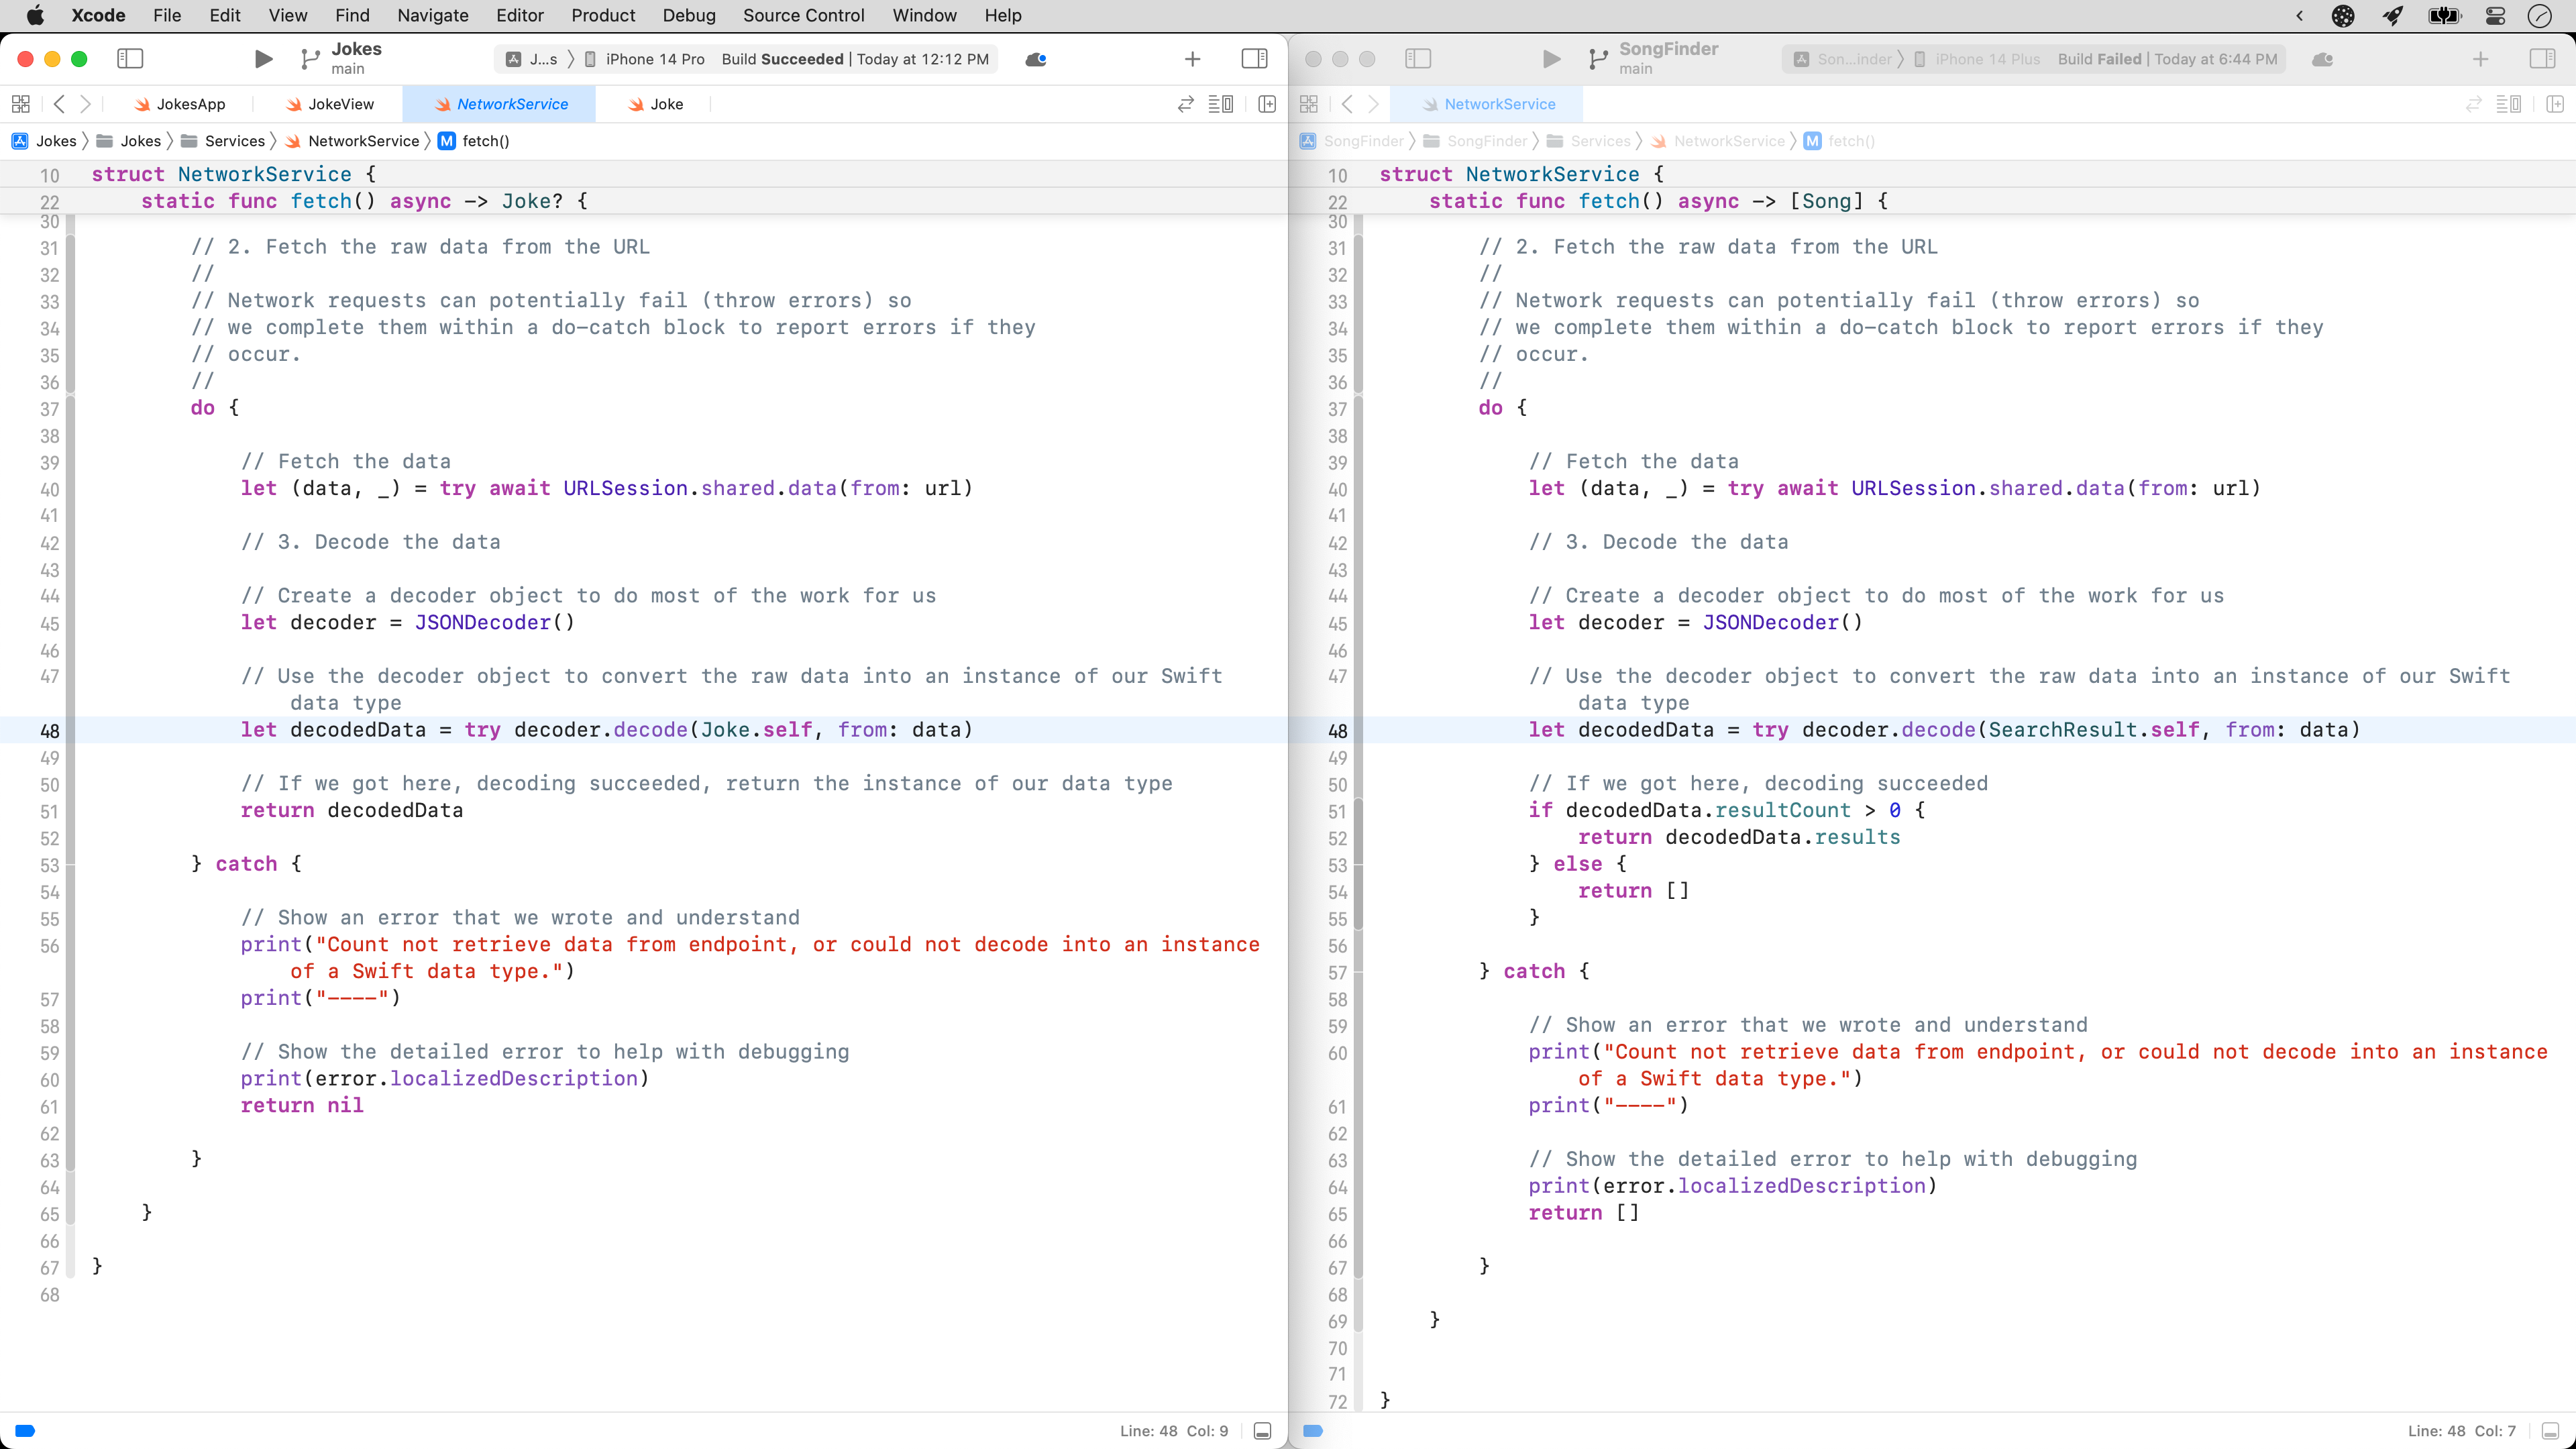 Xcode File Edit View Find Navigate Editor Product Debug Source Control Window Help
Jokes
main
J...s iPhone 14 Pro Build Succeeded | Today at 12:12 PM
JokesApp JokeView NetworkService Joke
Jokes Jokes Services NetworkService M fetch()
10 struct NetworkService {
22 static func fetch() async -> Joke? {
30
31 // 2. Fetch the raw data from the URL
32 //
33 // Network requests can potentially fail (throw errors) so
34 // we complete them within a do-catch block to report errors if they
35 // occur.
36 //
37 do {
38
39 // Fetch the data
40 let (data, _) = try await URLSession.shared.data(from: url)
41
42 // 3. Decode the data
43
44 // Create a decoder object to do most of the work for us
45 let decoder = JSONDecoder()
46
47 // Use the decoder object to convert the raw data into an instance of our Swift
data type
48 let decodedData = try decoder.decode(Joke.self, from: data)
49
50 // If we got here, decoding succeeded, return the instance of our data type
51 return decodedData
52
53 } catch {
54
55 // Show an error that we wrote and understand
56 print("Count not retrieve data from endpoint, or could not decode into an instance
of a Swift data type.")
57 print("----")
58
59 // Show the detailed error to help with debugging
60 print(error.localizedDescription)
61 return nil
62
63 }
64
65 }
66
67 }
68
Line: 48 Col: 9
SongFinder
main
Son...inder iPhone 14 Plus Build Failed | Today at 6:44 PM
NetworkService
SongFinder SongFinder Services NetworkService M fetch()
10 struct NetworkService {
22 static func fetch() async -> [Song] {
30
31 // 2. Fetch the raw data from the URL
32 //
33 // Network requests can potentially fail (throw errors) so
34 // we complete them within a do-catch block to report errors if they
35 // occur.
36 //
37 do {
38
39 // Fetch the data
40 let (data, _) = try await URLSession.shared.data(from: url)
41
42 // 3. Decode the data
43
44 // Create a decoder object to do most of the work for us
45 let decoder = JSONDecoder()
46
47 // Use the decoder object to convert the raw data into an instance of our Swift
data type
48 let decodedData = try decoder.decode(SearchResult.self, from: data)
49
50 // If we got here, decoding succeeded
51 if decodedData.resultCount > 0 {
52 return decodedData.results
53 } else {
54 return []
55 }
56
57 } catch {
58
59 // Show an error that we wrote and understand
60 print("Count not retrieve data from endpoint, or could not decode into an instance
of a Swift data type.")
61 print("----")
62
63 // Show the detailed error to help with debugging
64 print(error.localizedDescription)
65 return []
66
67 }
68
69 }
70
71
72 }
Line: 48 Col: 7